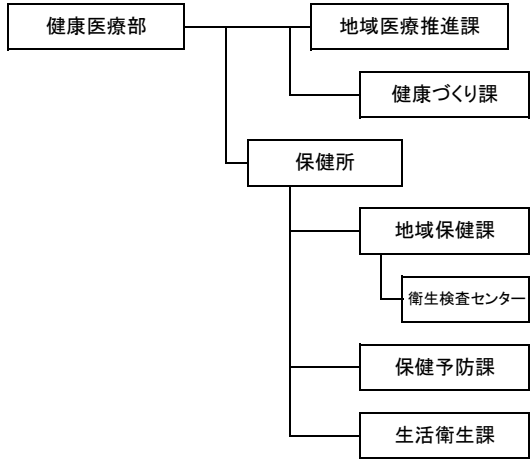 健康医療部
地域医療推進課
健康づくり課
保健所
地域保健課
衛生検査センター
保健予防課
生活衛生課